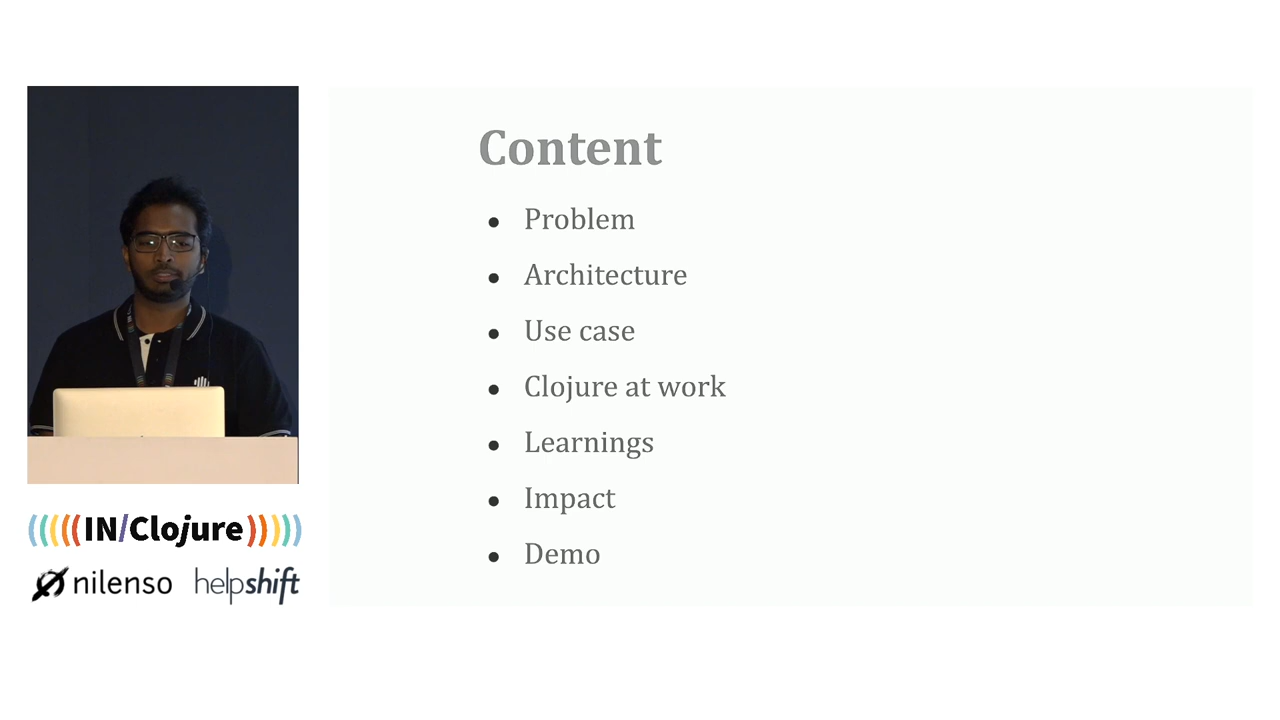 Content
Problem
Architecture
Use case
Clojure at work
Learnings
Impact
Demo
(((((IN/Clojure)))))
nilenso
helpshift